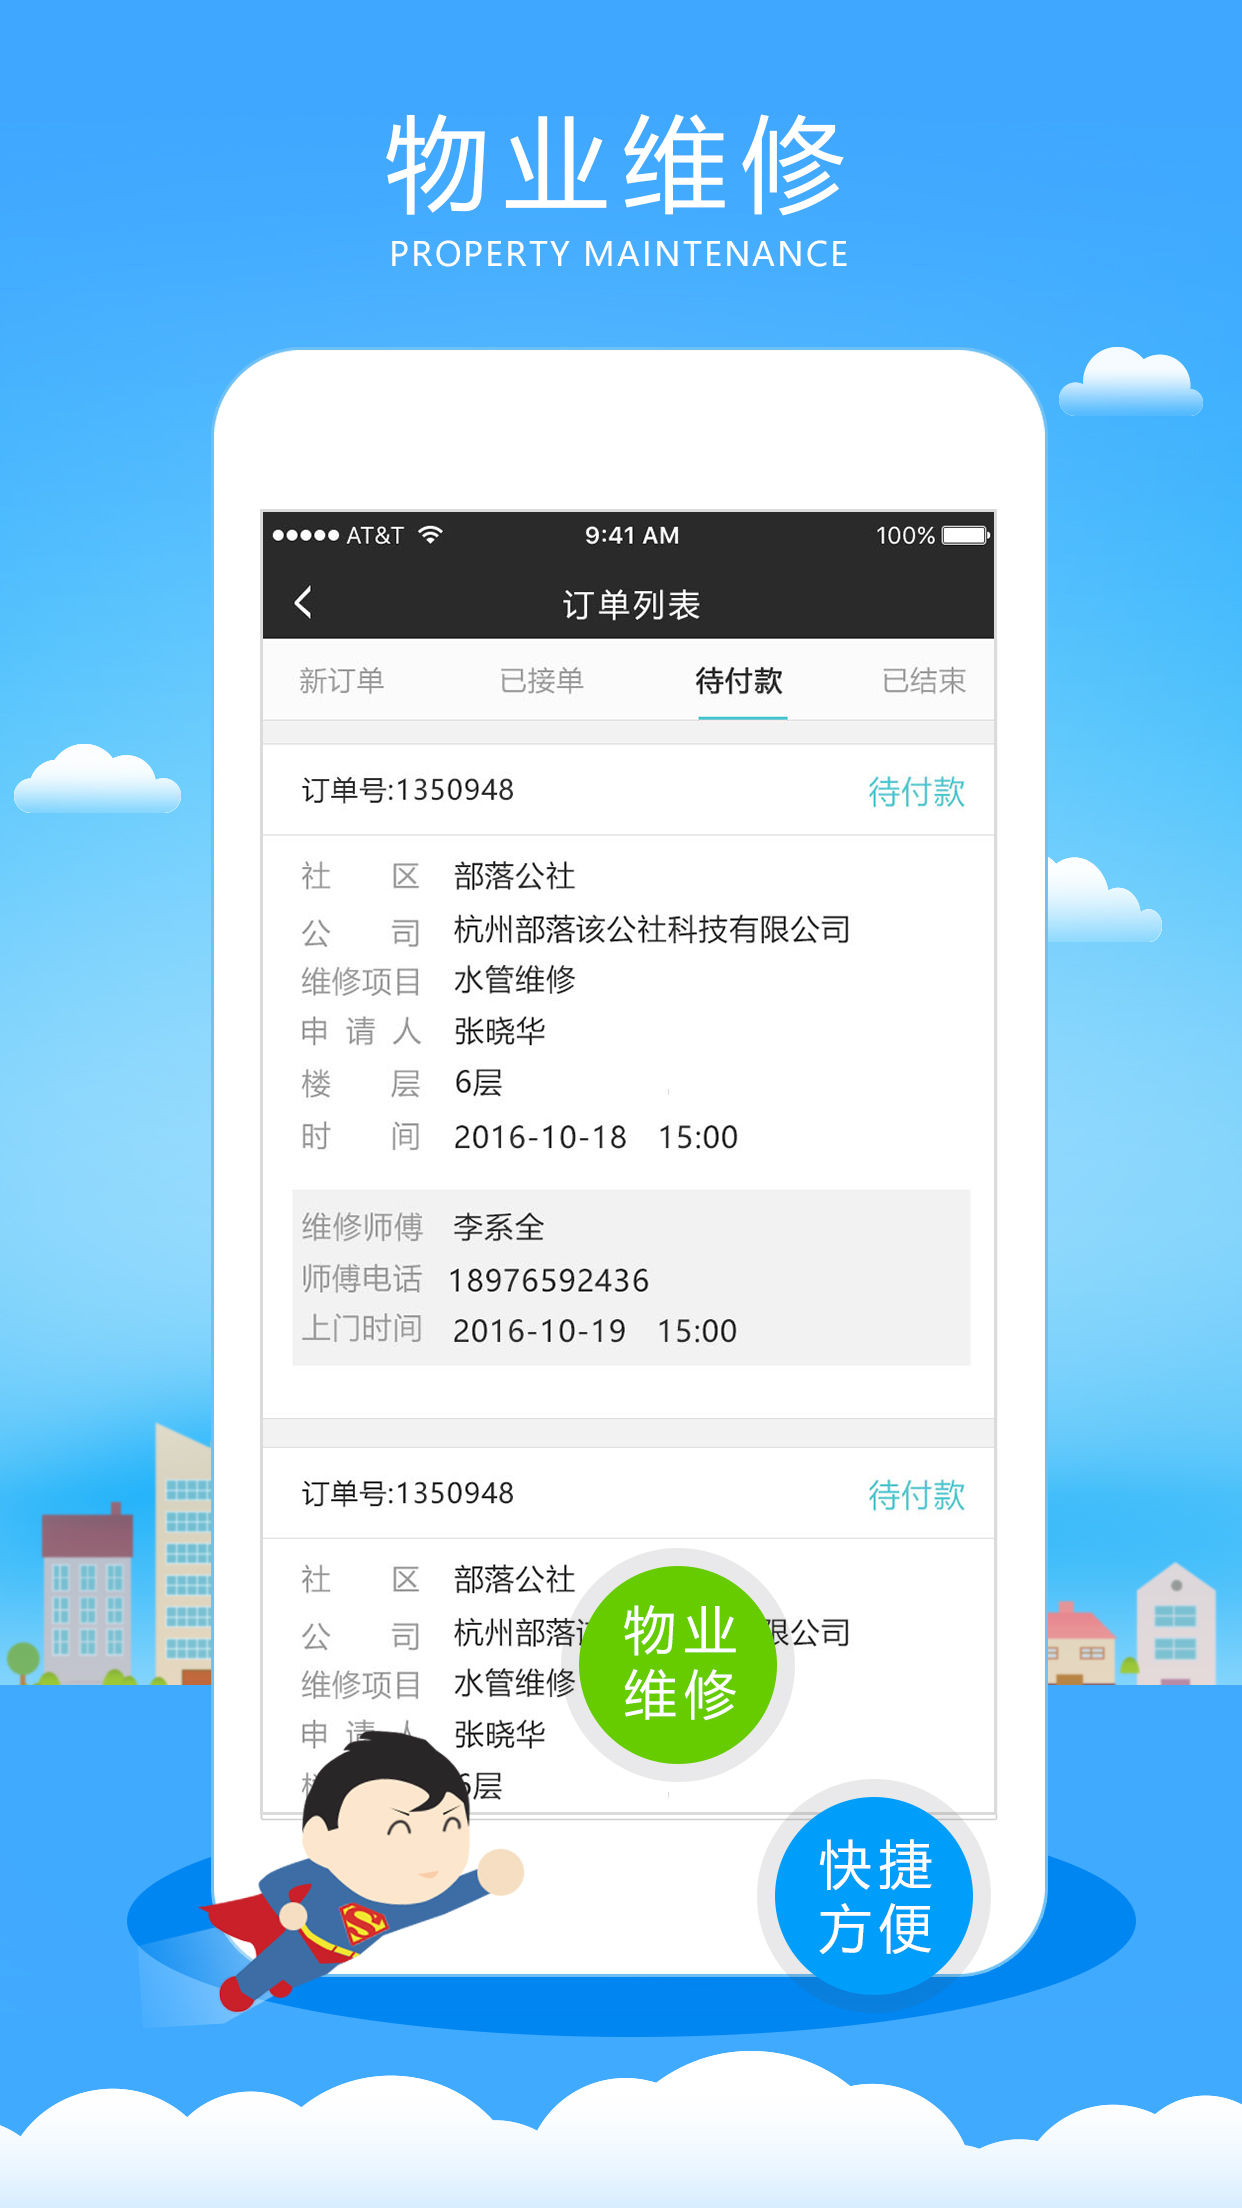 物业维修
PROPERTY MAINTENANCE
AT&T 9:41 AM 100%
订单列表
新订单 已接单 待付款 已结束
订单号:1350948 待付款
社区 部落公社
公司 杭州部落该公社科技有限公司
维修项目 水管维修
申请人 张晓华
楼层 6层
时间 2016-10-18 15:00
维修师傅 李系全
师傅电话 18976592436
上门时间 2016-10-19 15:00
订单号:1350948 待付款
社区 部落公社
公司 杭州部落 限公司
维修项目 水管维修
申请人 张晓华
6层
物业
维修
快捷
方便
S